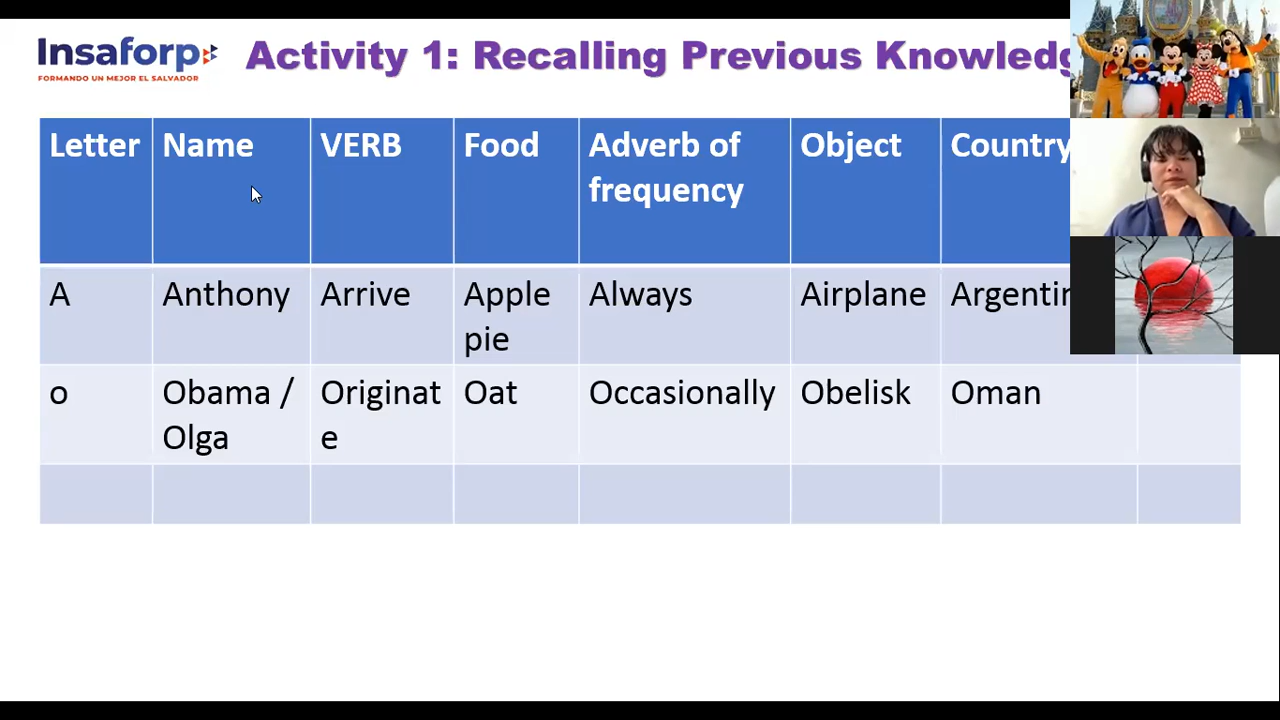 Insaforp
FORMANDO UN MEJOR EL SALVADOR
Activity 1: Recalling Previous Knowledg
Letter
Name
VERB
Food
Adverb of
frequency
Object
Country
A
Anthony
Arrive
Apple
pie
Always
Airplane
Argentin
o
Obama /
Olga
Originat
e
Oat
Occasionally
Obelisk
Oman